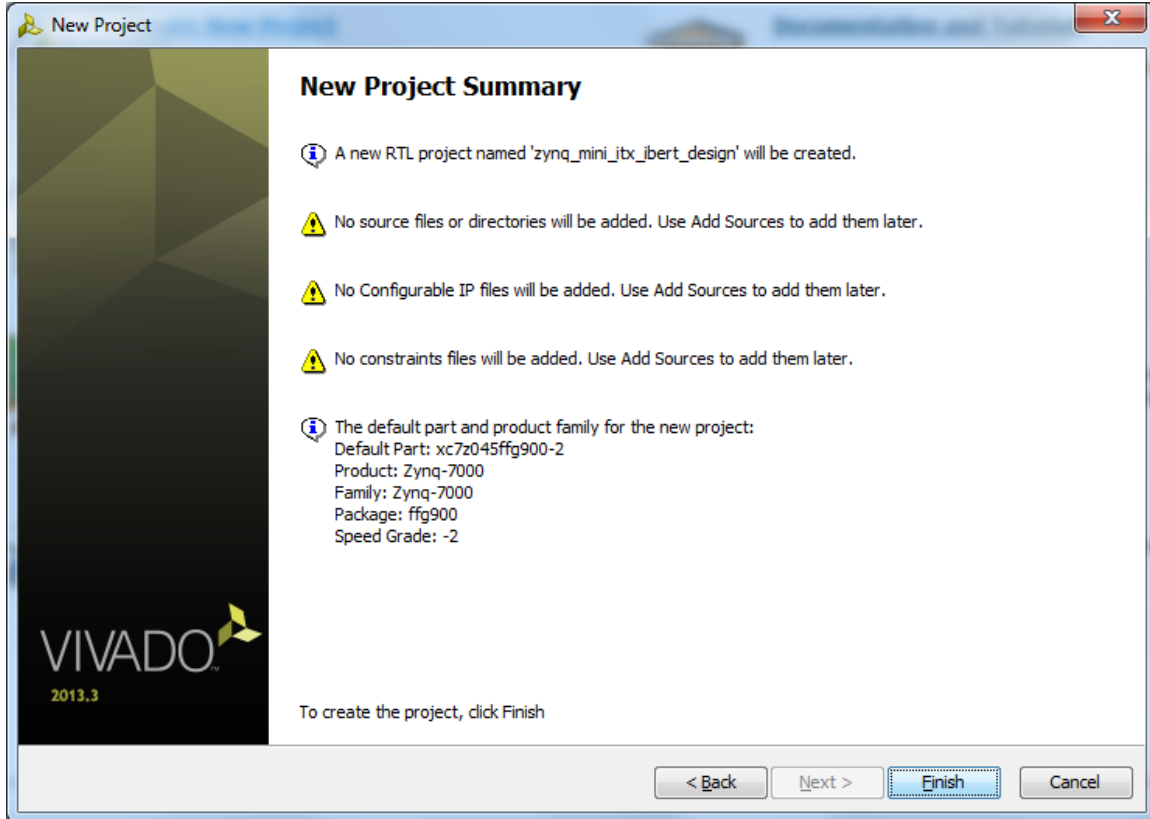 New Project
New Project Summary
A new RTL project named 'zynq_mini_itx_ibert_design' will be created.
No source files or directories will be added. Use Add Sources to add them later.
No Configurable IP files will be added. Use Add Sources to add them later.
No constraints files will be added. Use Add Sources to add them later.
The default part and product family for the new project:
Default Part: xc7z045ffg900-2
Product: Zynq-7000
Family: Zynq-7000
Package: ffg900
Speed Grade: -2
VIVADO™
2013.3
To create the project, click Finish
< Back
Next >
Finish
Cancel